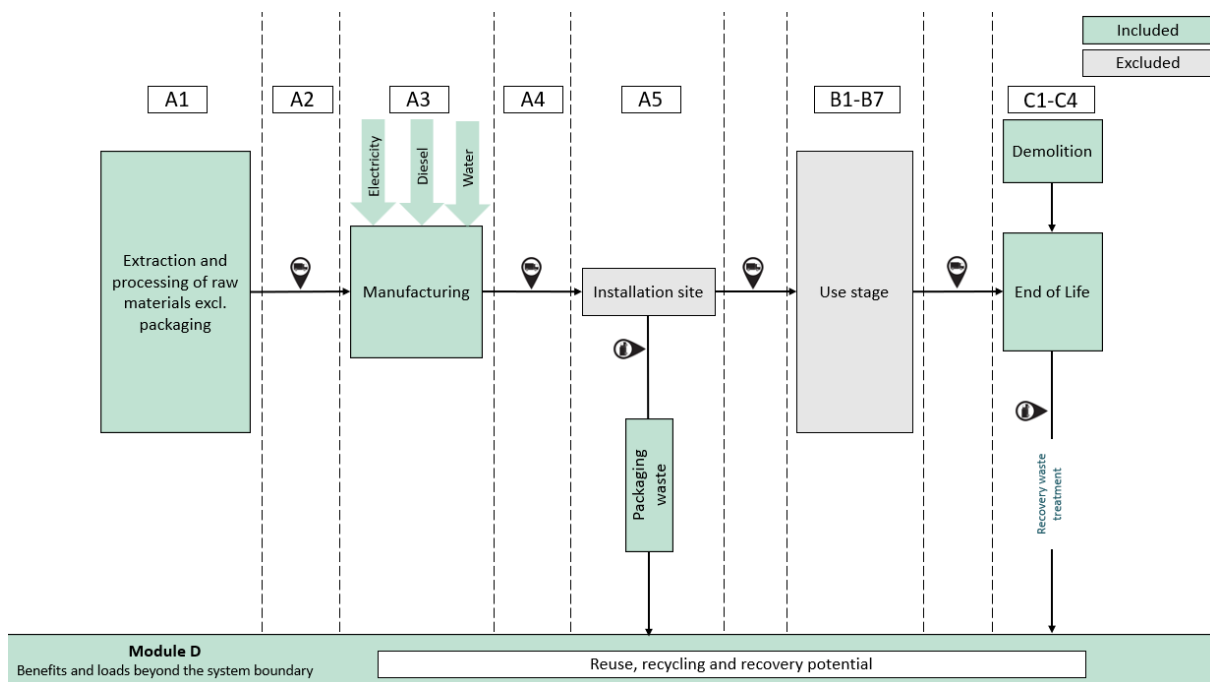 Included
Excluded
A1
A2
A3
A4
A5
B1-B7
C1-C4
Electricity
Diesel
Water
Demolition
Extraction and
processing of raw
materials excl.
packaging
Manufacturing
Installation site
Use stage
End of Life
Packaging
waste
Recovery waste
treatment
Module D
Benefits and loads beyond the system boundary
Reuse, recycling and recovery potential